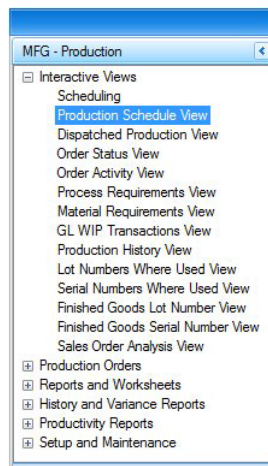 MFG - Production
Interactive Views
Scheduling
Production Schedule View
Dispatched Production View
Order Status View
Order Activity View
Process Requirements View
Material Requirements View
GL WIP Transactions View
Production History View
Lot Numbers Where Used View
Serial Numbers Where Used View
Finished Goods Lot Number View
Finished Goods Serial Number View
Sales Order Analysis View
Production Orders
Reports and Worksheets
History and Variance Reports
Productivity Reports
Setup and Maintenance